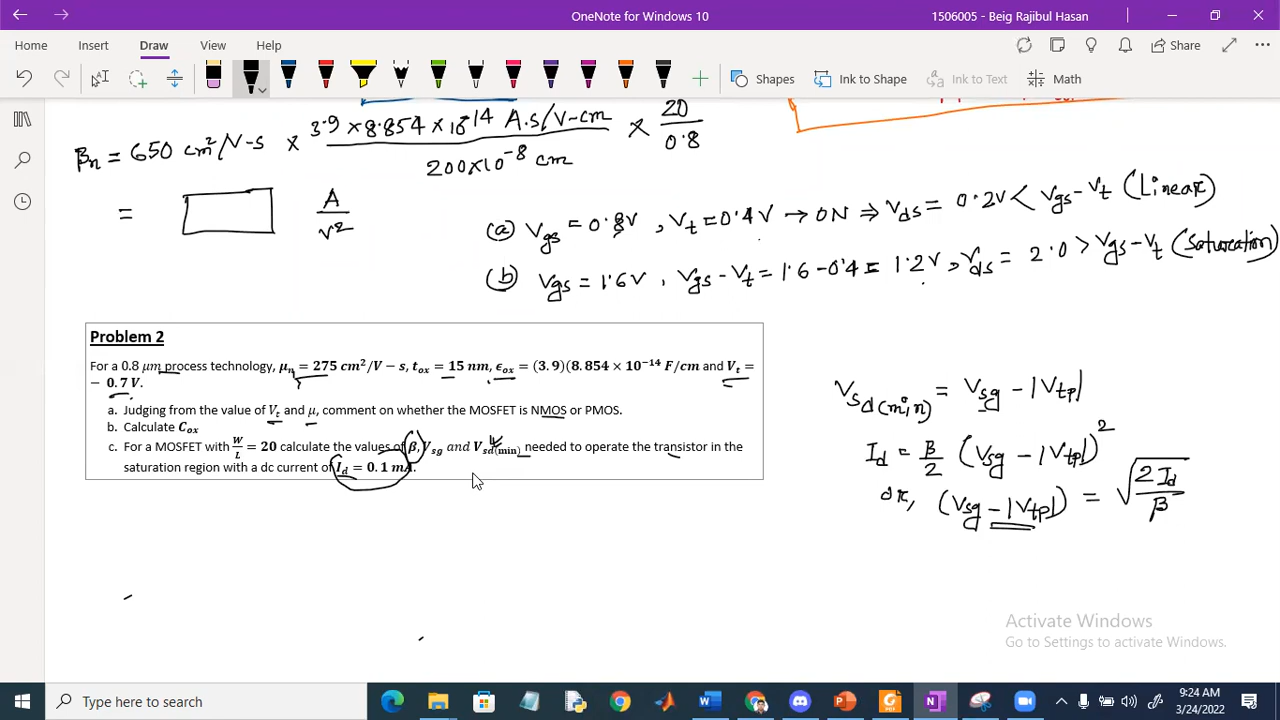 OneNote for Windows 10
1506005 - Beig Rajibul Hasan
Home Insert Draw View Help
Share
Shapes Ink to Shape Ink to Text Math
βn = 650 cm²/V-s × 3.9 × 8.854 × 10⁻¹⁴ A.s/V-cm / 200×10⁻⁸ cm × 20/0.8
= A/V²
(a) Vgs = 0.8V, Vt = 0.4V → ON ⇒ Vds = 0.2V < Vgs - Vt (Linear)
(b) Vgs = 1.6V, Vgs - Vt = 1.6 - 0.4 = 1.2V, Vds = 2.0 > Vgs - Vt (Saturation)
Problem 2
For a 0.8 μm process technology, μn = 275 cm²/V − s, tox = 15 nm, ϵox = (3.9)(8.854 × 10⁻¹⁴ F/cm and Vt =
− 0.7 V.
a. Judging from the value of Vt and μ, comment on whether the MOSFET is NMOS or PMOS.
b. Calculate Cox
c. For a MOSFET with W/L = 20 calculate the values of β, Vsg and Vsd(min) needed to operate the transistor in the
saturation region with a dc current of Id = 0.1 mA.
Vsd(min) = Vsg - |Vtp|
Id = β/2 (Vsg - |Vtp|)²
or, (Vsg - |Vtp|) = √(2Id/β)
Activate Windows
Go to Settings to activate Windows.
Type here to search
9:24 AM
3/24/2022